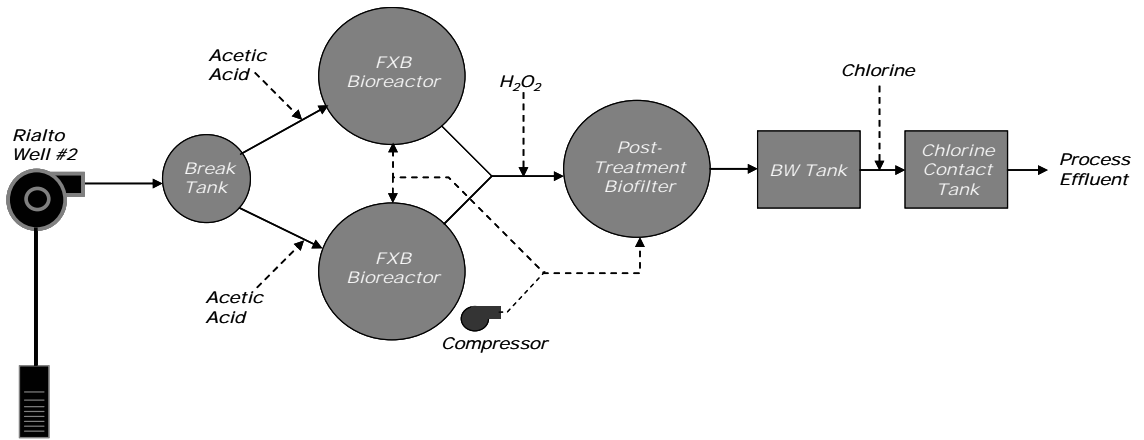 Rialto
Well #2
Break
Tank
Acetic
Acid
Acetic
Acid
FXB
Bioreactor
FXB
Bioreactor
Compressor
H₂O₂
Post-
Treatment
Biofilter
BW Tank
Chlorine
Chlorine
Contact
Tank
Process
Effluent